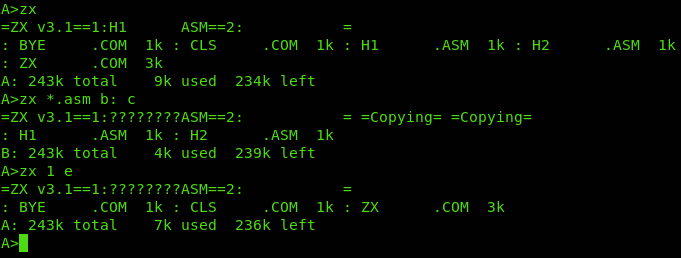 A>zx
=ZX v3.1==1:H1      ASM==2:           =
: BYE     .COM  1k : CLS     .COM  1k : H1      .ASM  1k : H2      .ASM  1k
: ZX      .COM  3k
A: 243k total    9k used  234k left
A>zx *.asm b: c
=ZX v3.1==1:????????ASM==2:           = =Copying= =Copying=
: H1      .ASM  1k : H2      .ASM  1k
B: 243k total    4k used  239k left
A>zx 1 e
=ZX v3.1==1:????????ASM==2:           =
: BYE     .COM  1k : CLS     .COM  1k : ZX      .COM  3k
A: 243k total    7k used  236k left
A>